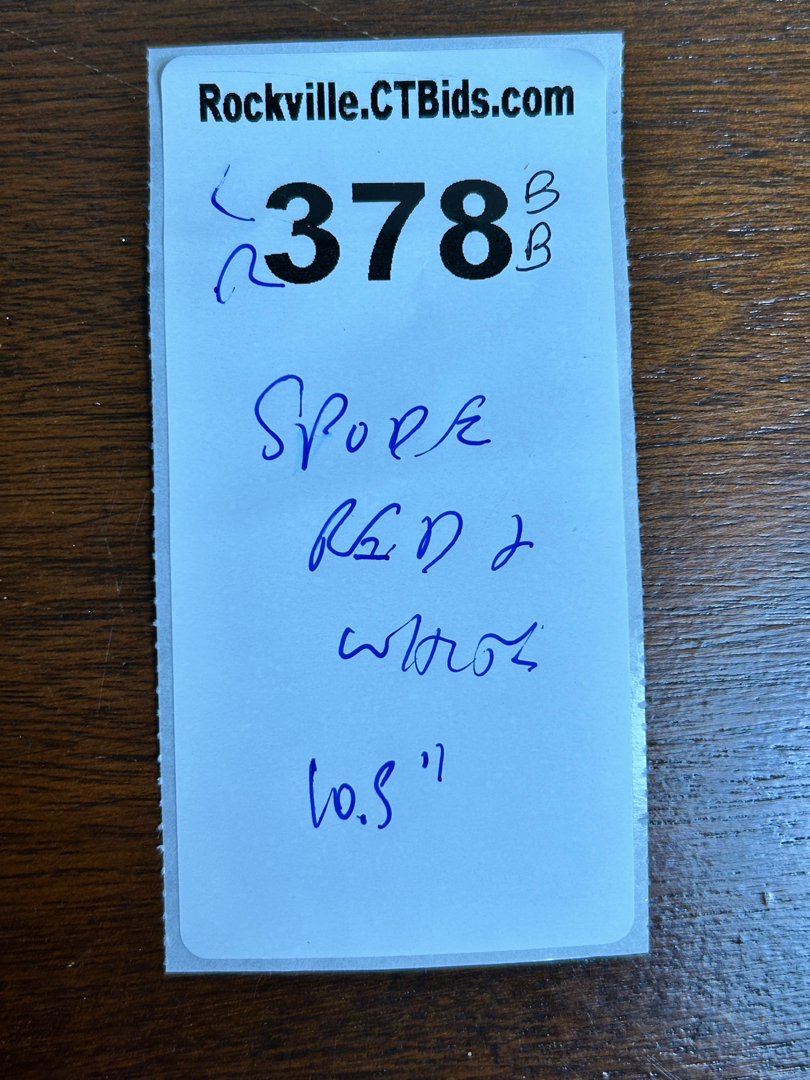 Rockville.CTBids.com
L 378 B
R B
SPODE
RED &
WHITE
10.5"